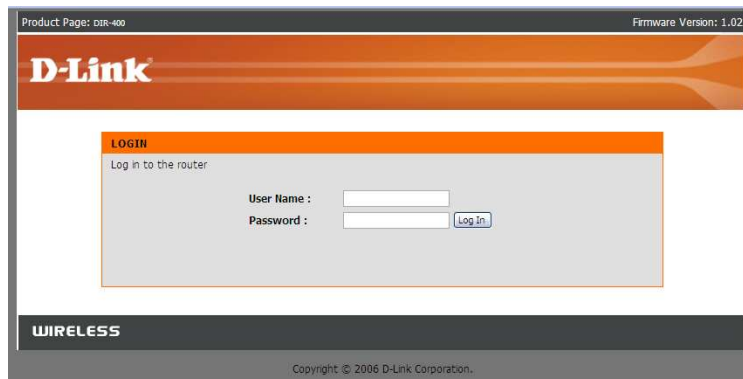 Product Page: DIR-400 Firmware Version: 1.02
D-Link
LOGIN
Log in to the router
User Name :
Password : Log In
WIRELESS
Copyright © 2006 D-Link Corporation.